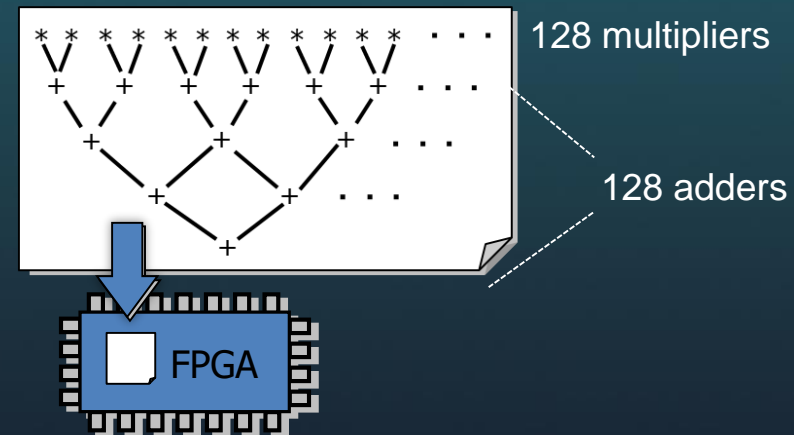 * * * * * * * * * * * * · · · 128 multipliers
+ + + + + + · · ·
+ + + · · ·
128 adders
+ + · · ·
+
FPGA